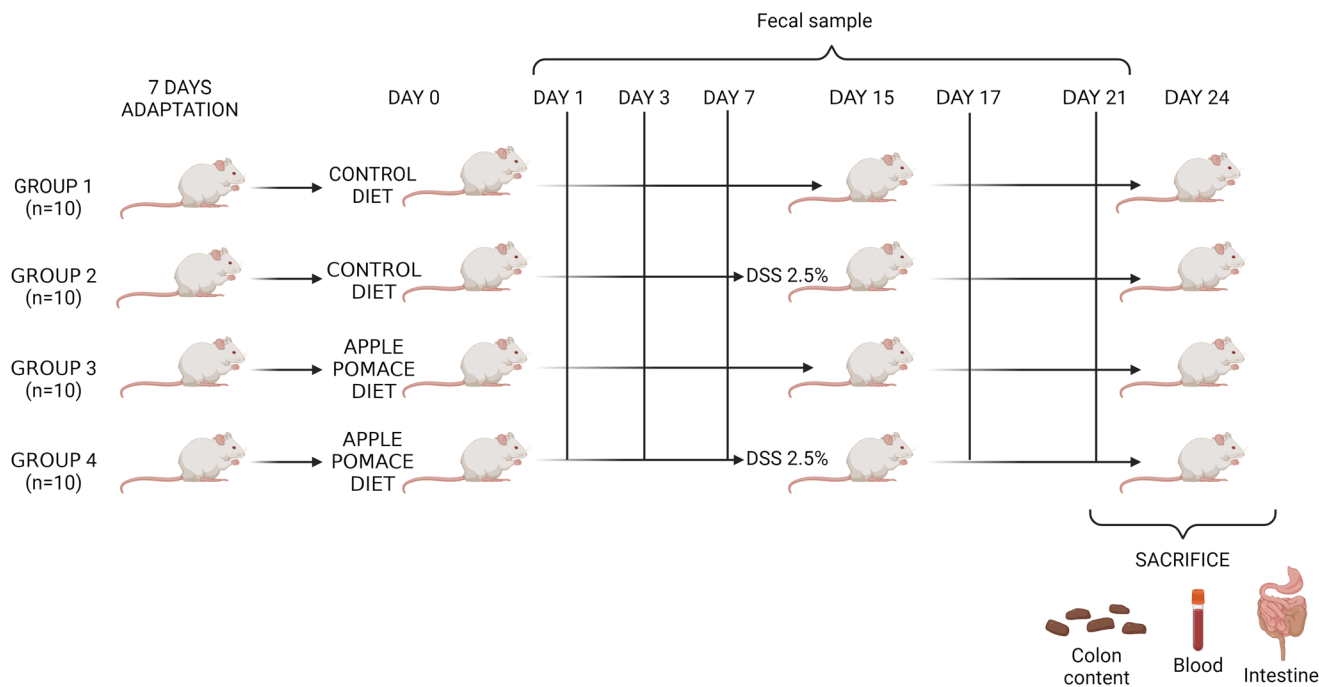 Fecal sample
7 DAYS
ADAPTATION
DAY 0
DAY 1
DAY 3
DAY 7
DAY 15
DAY 17
DAY 21
DAY 24
GROUP 1
(n=10)
CONTROL
DIET
GROUP 2
(n=10)
CONTROL
DIET
DSS 2.5%
GROUP 3
(n=10)
APPLE
POMACE
DIET
GROUP 4
(n=10)
APPLE
POMACE
DIET
DSS 2.5%
SACRIFICE
Colon
content
Blood
Intestine